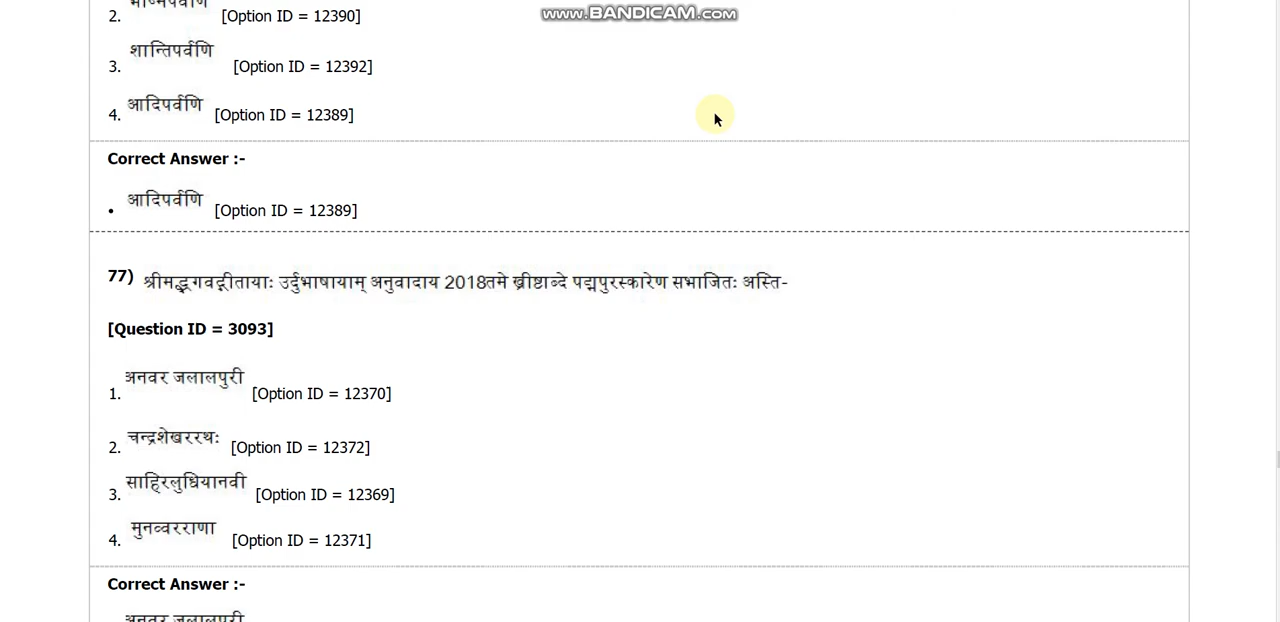 www.BANDICAM.com
2. [Option ID = 12390]
3. शान्तिपर्वणि [Option ID = 12392]
4. आदिपर्वणि [Option ID = 12389]
Correct Answer :-
• आदिपर्वणि [Option ID = 12389]
77) श्रीमद्भगवद्गीतायाः उर्दुभाषायाम् अनुवादाय 2018तमे ख्रीष्टाब्दे पद्मपुरस्कारेण सभाजितः अस्ति-
[Question ID = 3093]
1. अनवर जलालपुरी [Option ID = 12370]
2. चन्द्रशेखररथः [Option ID = 12372]
3. साहिरलुधियानवी [Option ID = 12369]
4. मुनव्वरराणा [Option ID = 12371]
Correct Answer :-